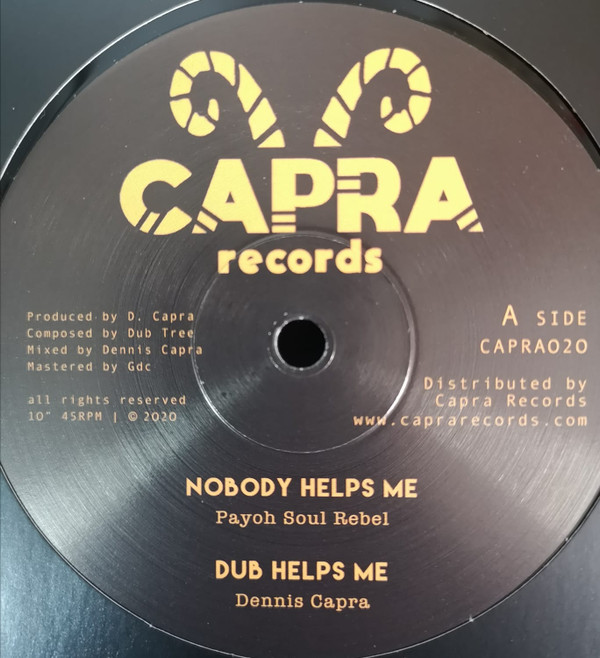 CAPRA
records
Produced by D. Capra
Composed by Dub Tree
Mixed by Dennis Capra
Mastered by Gdc
all rights reserved
10" 45RPM | © 2020
A SIDE
CAPRA020
Distributed by
Capra Records
www.caprarecords.com
NOBODY HELPS ME
Payoh Soul Rebel
DUB HELPS ME
Dennis Capra